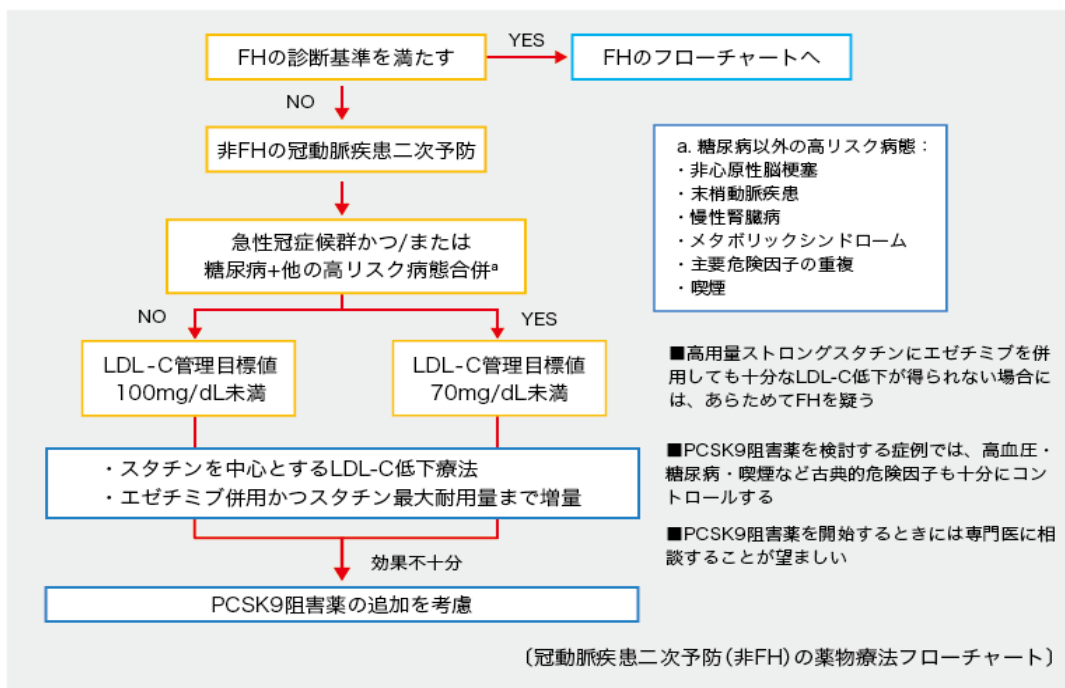 FHの診断基準を満たす
YES
FHのフローチャートへ
NO
非FHの冠動脈疾患二次予防
急性冠症候群かつ/または
糖尿病+他の高リスク病態合併a
a. 糖尿病以外の高リスク病態：
・非心原性脳梗塞
・末梢動脈疾患
・慢性腎臓病
・メタボリックシンドローム
・主要危険因子の重複
・喫煙
NO
YES
LDL-C管理目標値
100mg/dL未満
LDL-C管理目標値
70mg/dL未満
・スタチンを中心とするLDL-C低下療法
・エゼチミブ併用かつスタチン最大耐用量まで増量
効果不十分
PCSK9阻害薬の追加を考慮
■高用量ストロングスタチンにエゼチミブを併
用しても十分なLDL-C低下が得られない場合に
は、あらためてFHを疑う
■PCSK9阻害薬を検討する症例では、高血圧・
糖尿病・喫煙など古典的危険因子も十分にコン
トロールする
■PCSK9阻害薬を開始するときには専門医に相
談することが望ましい
〔冠動脈疾患二次予防(非FH)の薬物療法フローチャート〕